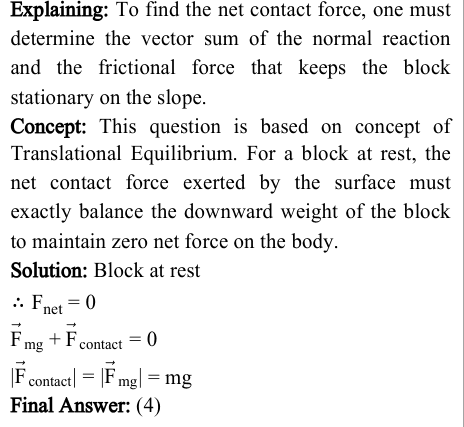 Explaining: To find the net contact force, one must
determine the vector sum of the normal reaction
and the frictional force that keeps the block
stationary on the slope.
Concept: This question is based on concept of
Translational Equilibrium. For a block at rest, the
net contact force exerted by the surface must
exactly balance the downward weight of the block
to maintain zero net force on the body.
Solution: Block at rest
∴ F_net = 0
F⃗_mg + F⃗_contact = 0
|F⃗_contact| = |F⃗_mg| = mg
Final Answer: (4)